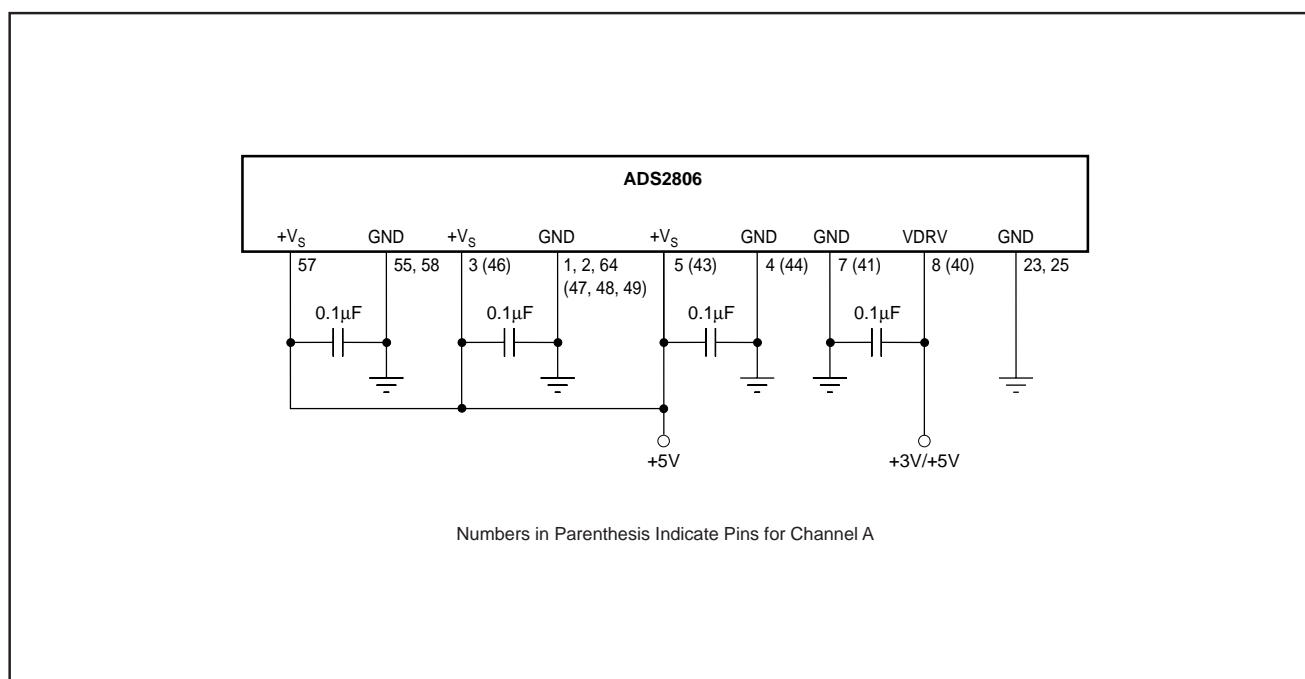 ADS2806
+VS GND +VS GND +VS GND GND VDRV GND
57 55, 58 3 (46) 1, 2, 64 5 (43) 4 (44) 7 (41) 8 (40) 23, 25
(47, 48, 49)
0.1µF 0.1µF 0.1µF 0.1µF
+5V +3V/+5V
Numbers in Parenthesis Indicate Pins for Channel A